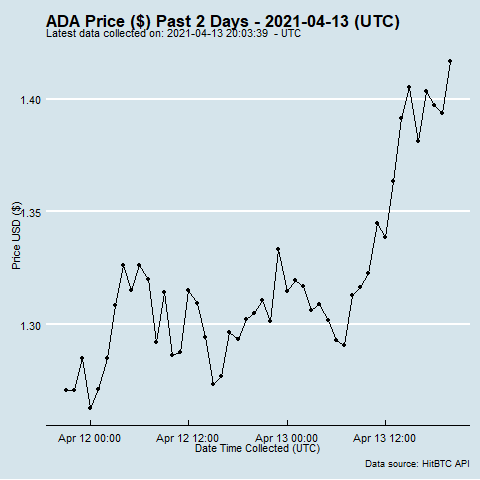 ADA Price ($) Past 2 Days - 2021-04-13 (UTC)
Latest data collected on: 2021-04-13 20:03:39 - UTC
1.40
1.35
1.30
Price USD ($)
Apr 12 00:00
Apr 12 12:00
Apr 13 00:00
Apr 13 12:00
Date Time Collected (UTC)
Data source: HitBTC API